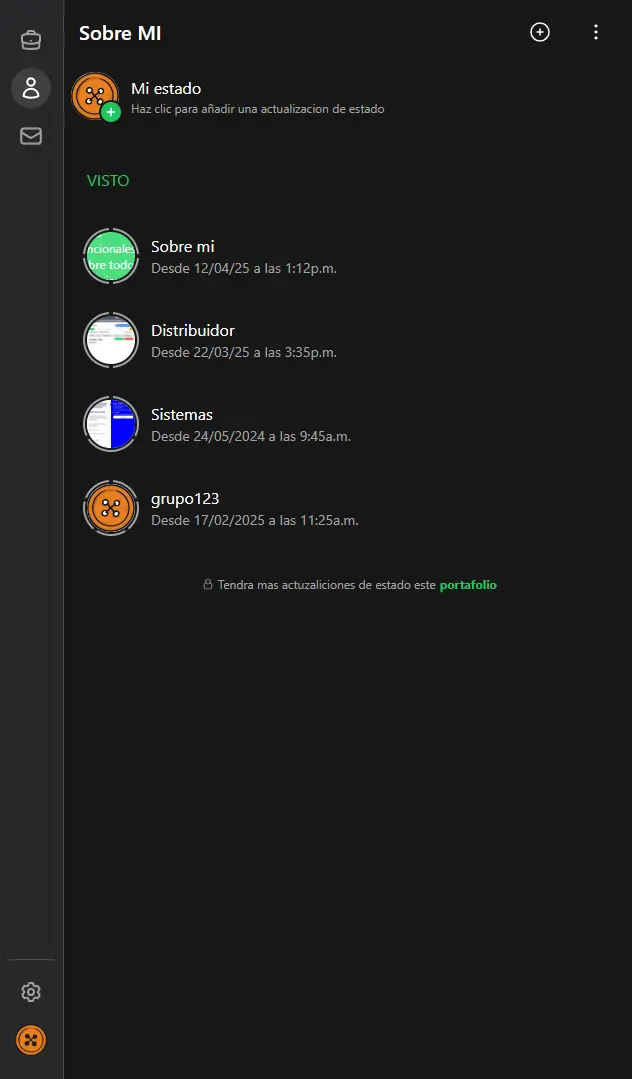 Sobre MI
Mi estado
Haz clic para añadir una actualizacion de estado
VISTO
ncionales
bre todo
Sobre mi
Desde 12/04/25 a las 1:12p.m.
Distribuidor
Desde 22/03/25 a las 3:35p.m.
Sistemas
Desde 24/05/2024 a las 9:45a.m.
grupo123
Desde 17/02/2025 a las 11:25a.m.
Tendra mas actuzaliciones de estado este portafolio